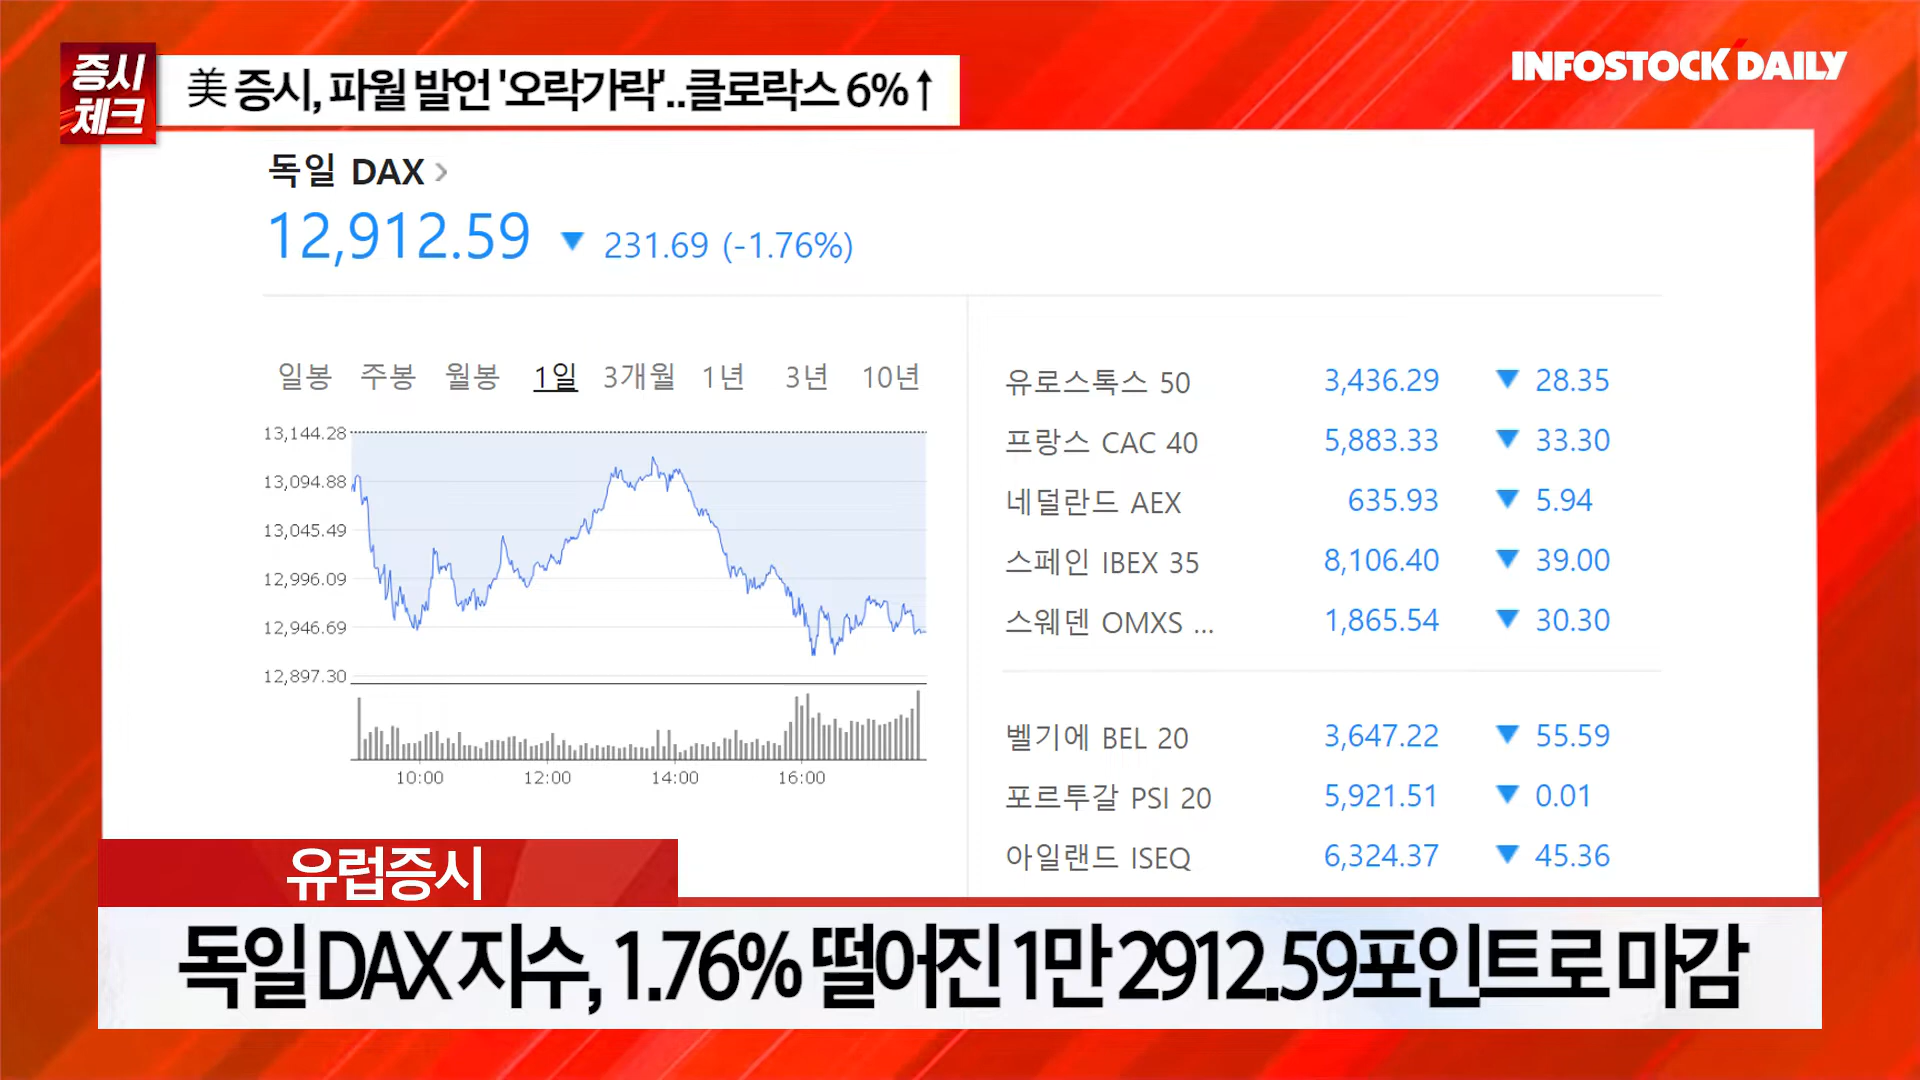 증시
체크
美 증시, 파월 발언 '오락가락'..클로락스 6%↑
INFOSTOCK DAILY
독일 DAX >
12,912.59 ▼ 231.69 (-1.76%)
일봉 주봉 월봉 1일 3개월 1년 3년 10년
13,144.28
13,094.88
13,045.49
12,996.09
12,946.69
12,897.30
10:00 12:00 14:00 16:00
유로스톡스 50 3,436.29 ▼ 28.35
프랑스 CAC 40 5,883.33 ▼ 33.30
네덜란드 AEX 635.93 ▼ 5.94
스페인 IBEX 35 8,106.40 ▼ 39.00
스웨덴 OMXS ... 1,865.54 ▼ 30.30
벨기에 BEL 20 3,647.22 ▼ 55.59
포르투갈 PSI 20 5,921.51 ▼ 0.01
아일랜드 ISEQ 6,324.37 ▼ 45.36
유럽증시
독일 DAX 지수, 1.76% 떨어진 1만 2912.59포인트로 마감